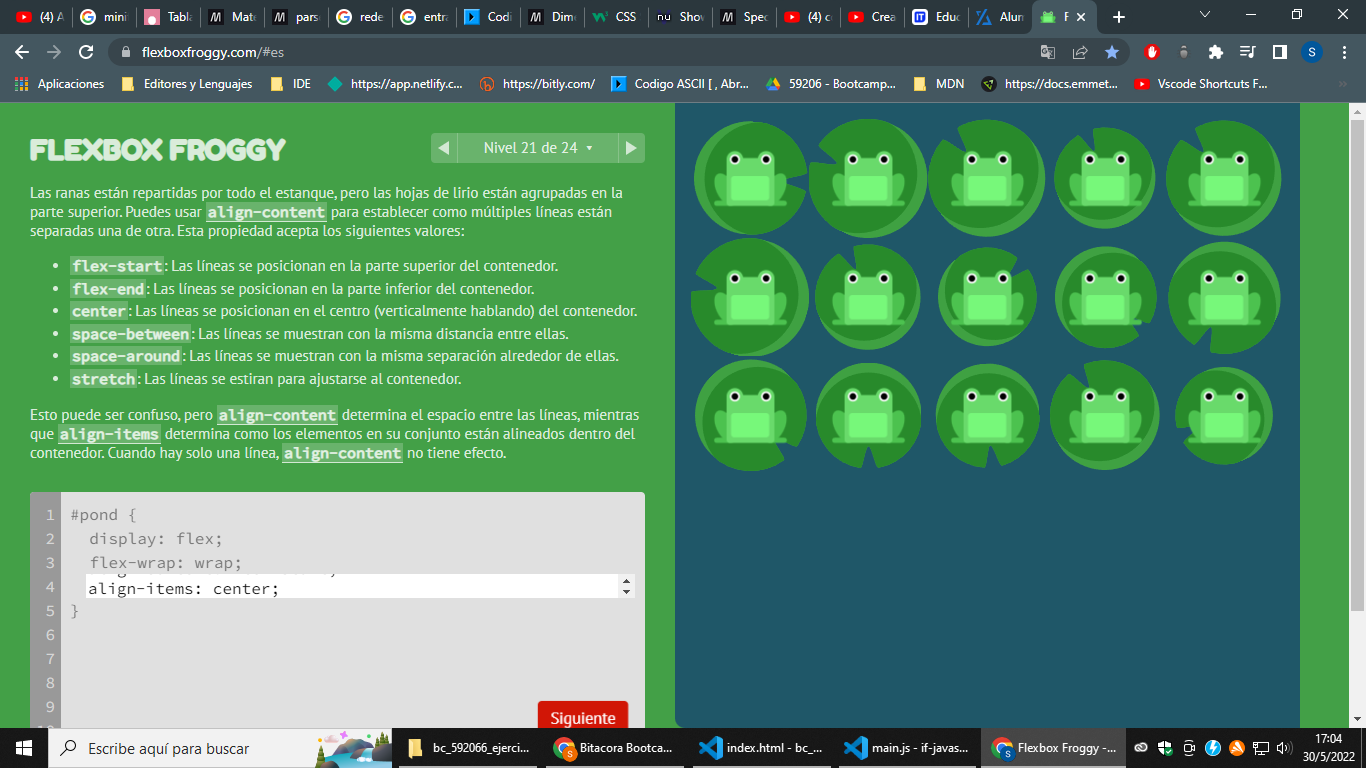 (4) A
mini
Tabla
Mate
pars
rede
entra
Codi
Dime
CSS
Show
Spec
(4) c
Crea
Educ
Alun
F
flexboxfroggy.com/#es
S
Aplicaciones
Editores y Lenguajes
IDE
https://app.netlify.c...
https://bitly.com/
Codigo ASCII [ , Abr...
59206 - Bootcamp...
MDN
https://docs.emmet...
Vscode Shortcuts F...
FLEXBOX FROGGY
Nivel 21 de 24
Las ranas están repartidas por todo el estanque, pero las hojas de lirio están agrupadas en la
parte superior. Puedes usar align-content para establecer como múltiples líneas están
separadas una de otra. Esta propiedad acepta los siguientes valores:
• flex-start: Las líneas se posicionan en la parte superior del contenedor.
• flex-end: Las líneas se posicionan en la parte inferior del contenedor.
• center: Las líneas se posicionan en el centro (verticalmente hablando) del contenedor.
• space-between: Las líneas se muestran con la misma distancia entre ellas.
• space-around: Las líneas se muestran con la misma separación alrededor de ellas.
• stretch: Las líneas se estiran para ajustarse al contenedor.
Esto puede ser confuso, pero align-content determina el espacio entre las líneas, mientras
que align-items determina como los elementos en su conjunto están alineados dentro del
contenedor. Cuando hay solo una línea, align-content no tiene efecto.
1 #pond {
2 display: flex;
3 flex-wrap: wrap;
4 align-items: center;
5 }
6
7
8
9
Siguiente
Escribe aquí para buscar
bc_592066_ejerci...
Bitacora Bootca...
index.html - bc_...
main.js - if-javas...
Flexbox Froggy -...
17:04
30/5/2022